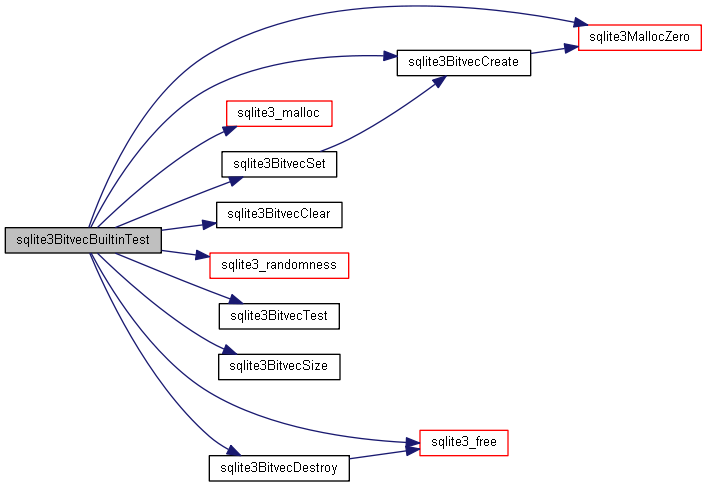 sqlite3MallocZero
sqlite3BitvecCreate
sqlite3_malloc
sqlite3BitvecSet
sqlite3BitvecClear
sqlite3BitvecBuiltinTest
sqlite3_randomness
sqlite3BitvecTest
sqlite3BitvecSize
sqlite3_free
sqlite3BitvecDestroy